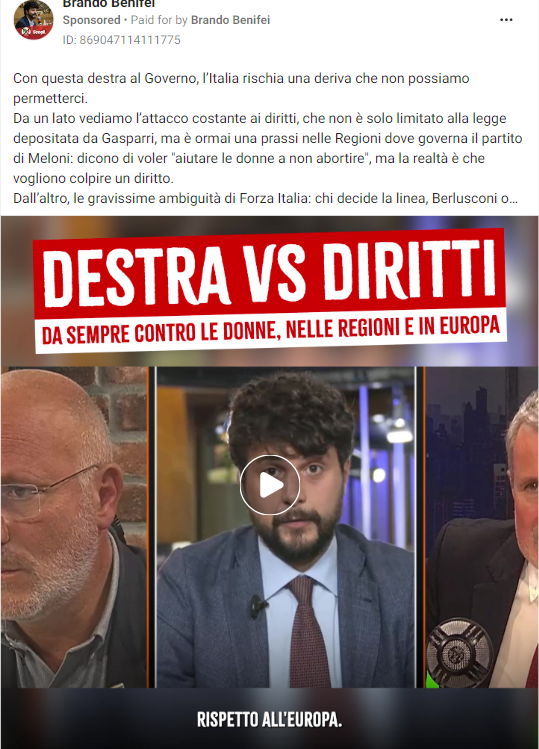 Brando Benifei
Sponsored • Paid for by Brando Benifei
ID: 869047114111775
Con questa destra al Governo, l’Italia rischia una deriva che non possiamo
permetterci.
Da un lato vediamo l’attacco costante ai diritti, che non è solo limitato alla legge
depositata da Gasparri, ma è ormai una prassi nelle Regioni dove governa il partito
di Meloni: dicono di voler "aiutare le donne a non abortire", ma la realtà è che
vogliono colpire un diritto.
Dall’altro, le gravissime ambiguità di Forza Italia: chi decide la linea, Berlusconi o...
DESTRA VS DIRITTI
DA SEMPRE CONTRO LE DONNE, NELLE REGIONI E IN EUROPA
RISPETTO ALL'EUROPA.